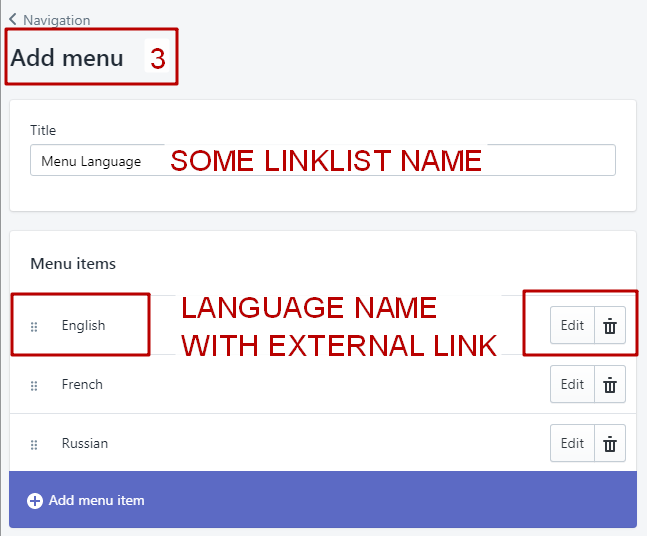 Navigation
Add menu 3
Title
Menu Language SOME LINKLIST NAME
Menu items
English LANGUAGE NAME Edit
WITH EXTERNAL LINK
French Edit
Russian Edit
Add menu item